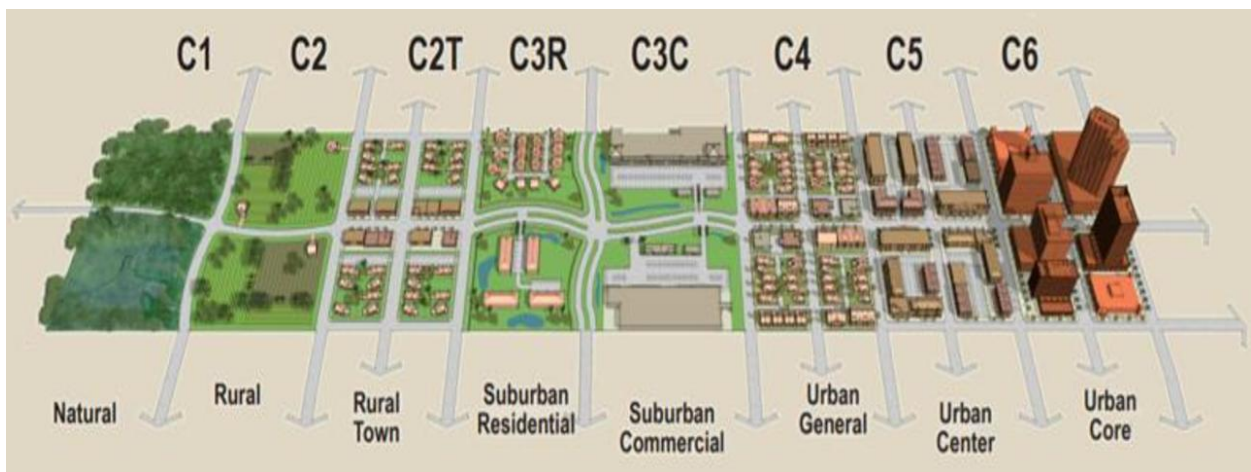 C1 C2 C2T C3R C3C C4 C5 C6
Natural
Rural
Rural
Town
Suburban
Residential
Suburban
Commercial
Urban
General
Urban
Center
Urban
Core